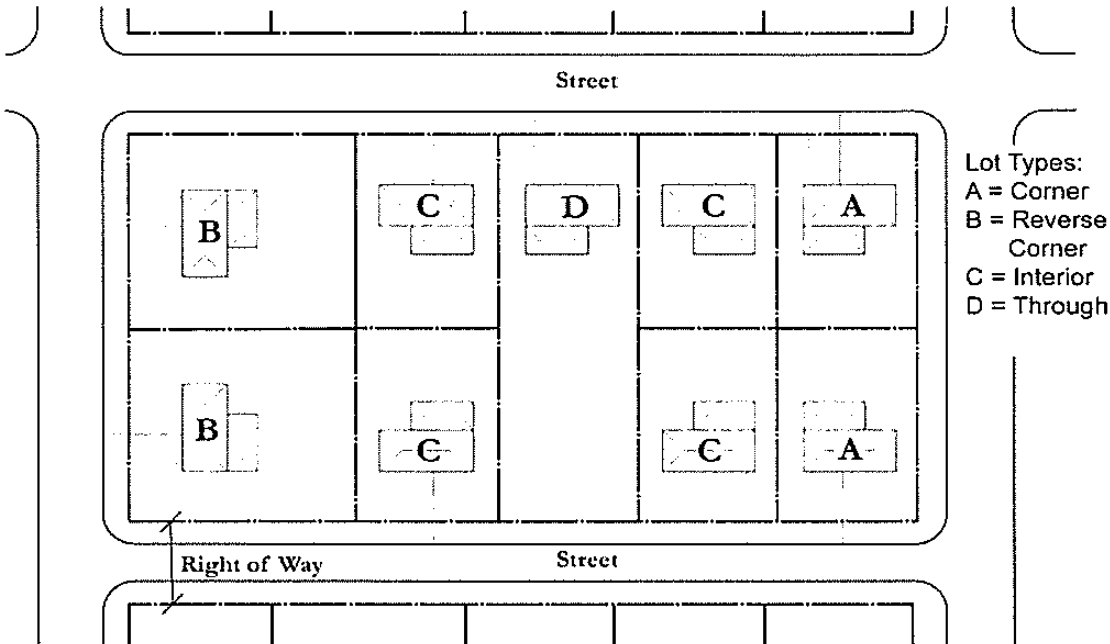 Street
B
C
D
C
A
Lot Types:
A = Corner
B = Reverse
Corner
C = Interior
D = Through
B
C
C
A
Right of Way
Street